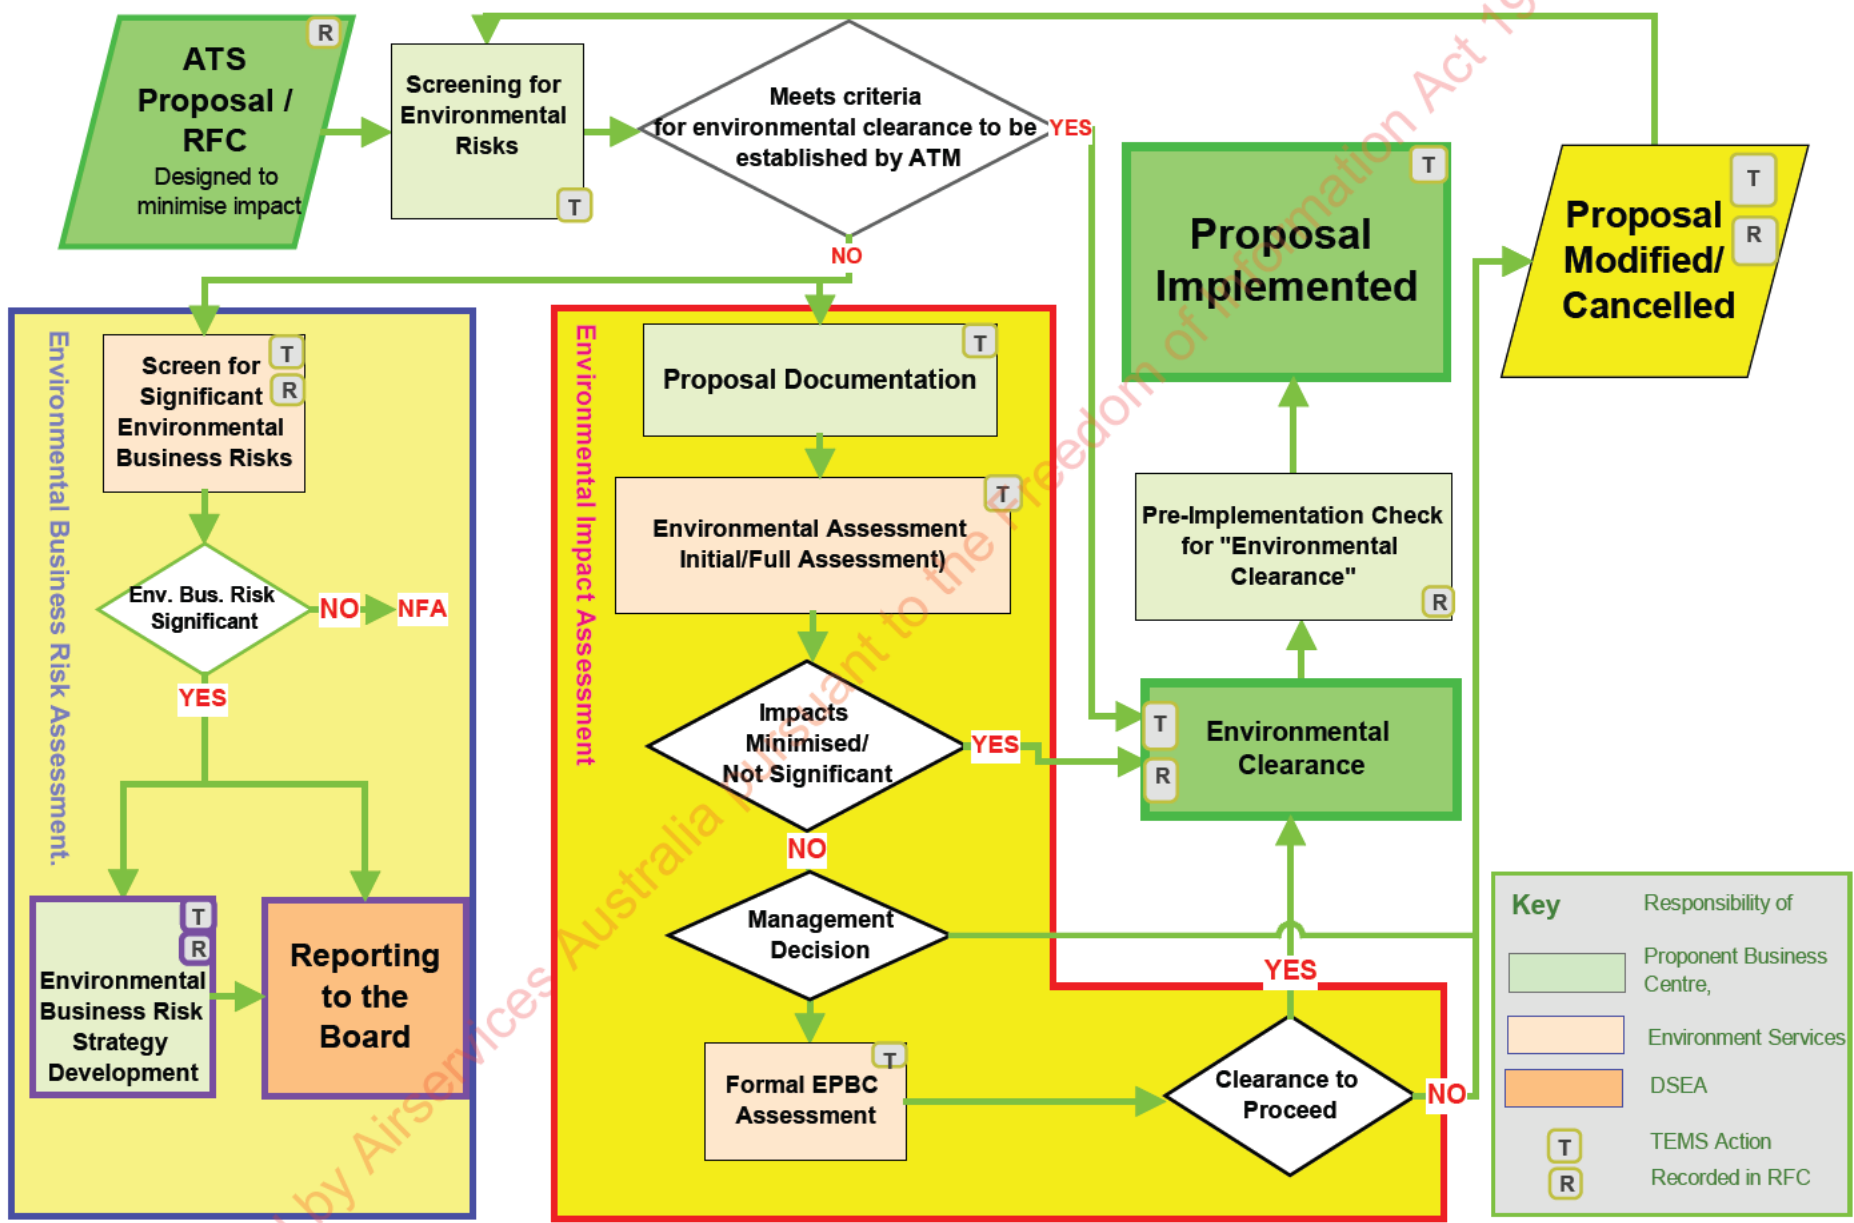 ATS
Proposal /
RFC
Designed to
minimise impact
R
Screening for
Environmental
Risks
T
Meets criteria
for environmental clearance to be
established by ATM
YES
NO
Proposal
Implemented
T
Proposal
Modified/
Cancelled
T
R
Environmental Business Risk Assessment.
Screen for
Significant
Environmental
Business Risks
T
R
Env. Bus. Risk
Significant
NO
NFA
YES
T
R
Environmental
Business Risk
Strategy
Development
Reporting
to the
Board
Environmental Impact Assessment
Proposal Documentation
T
Environmental Assessment
Initial/Full Assessment)
T
Impacts
Minimised/
Not Significant
YES
NO
Management
Decision
Formal EPBC
Assessment
T
Clearance to
Proceed
YES
NO
Pre-Implementation Check
for "Environmental
Clearance"
R
Environmental
Clearance
T
R
Key
Responsibility of
Proponent Business
Centre,
Environment Services
DSEA
T
TEMS Action
R
Recorded in RFC
by Airservices Australia pursuant to the Freedom of Information Act 19